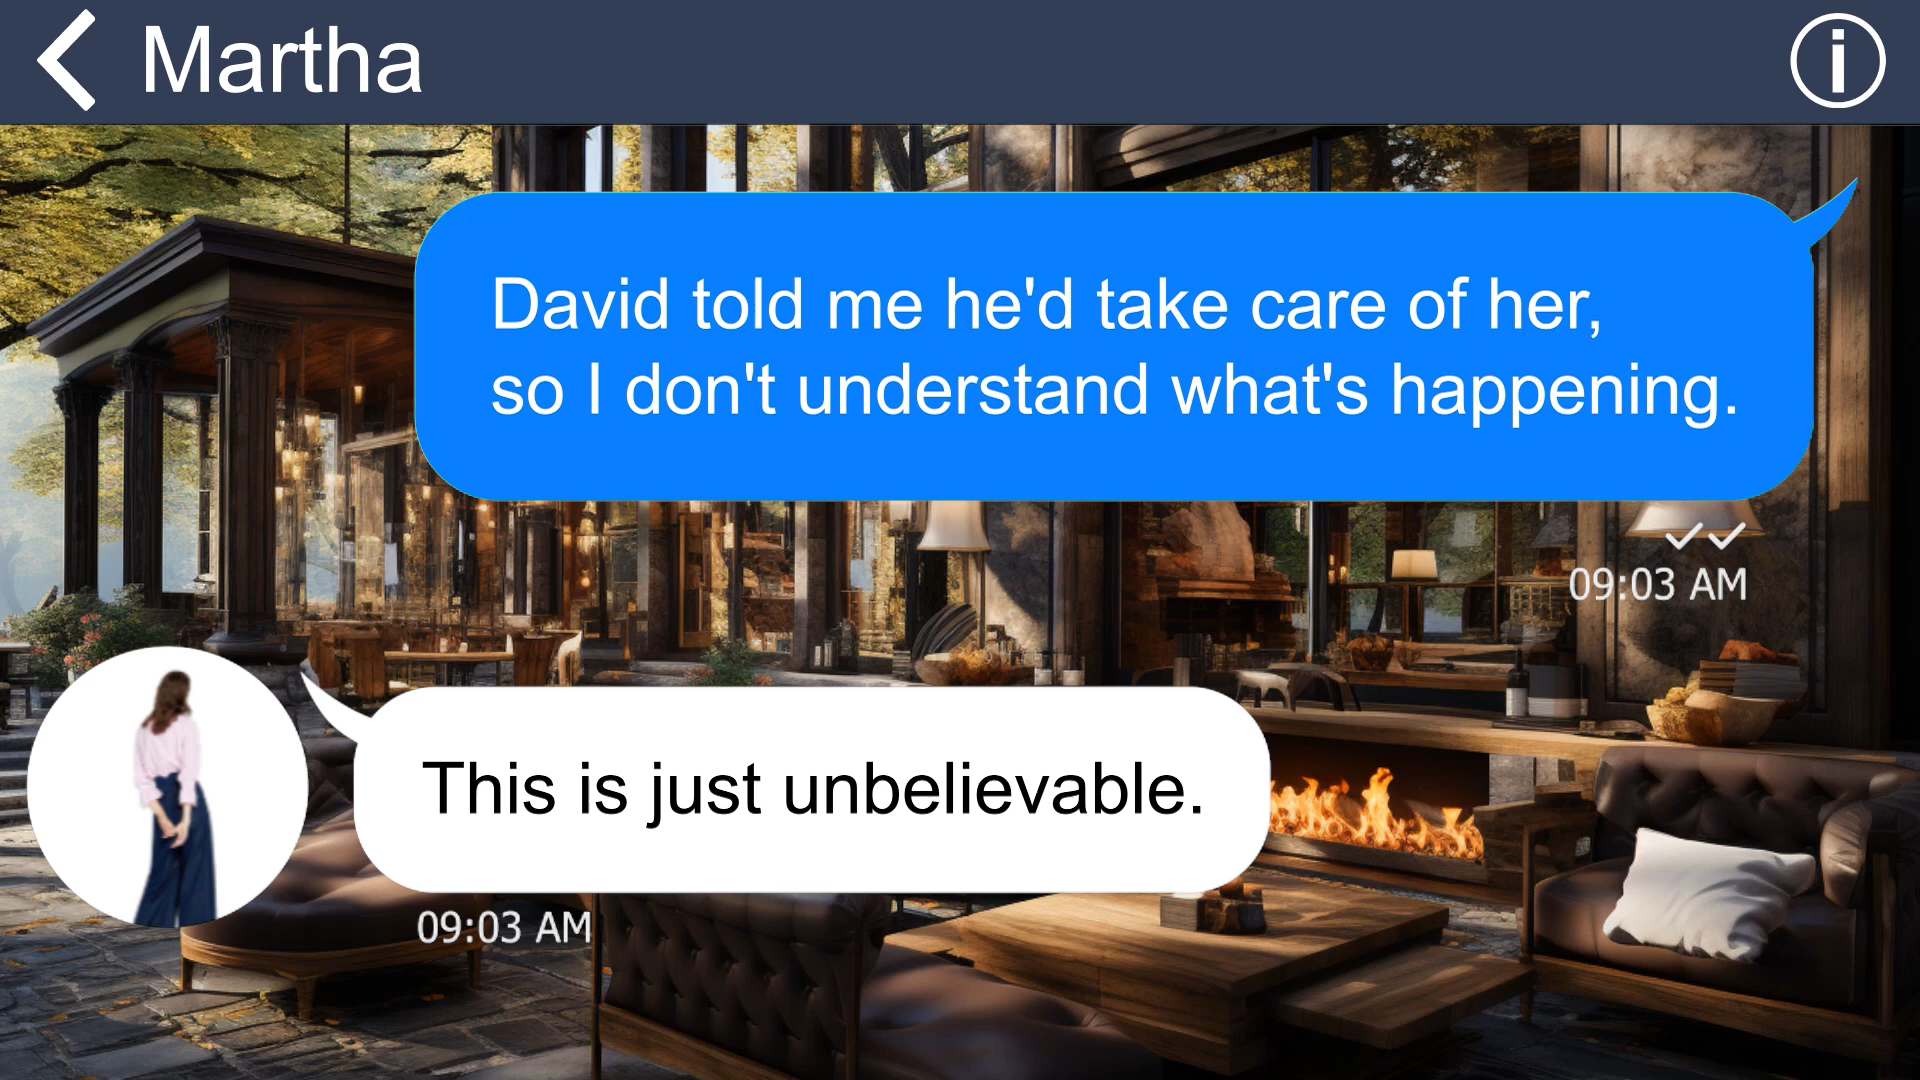 Martha
David told me he'd take care of her,
so I don't understand what's happening.
09:03 AM
This is just unbelievable.
09:03 AM